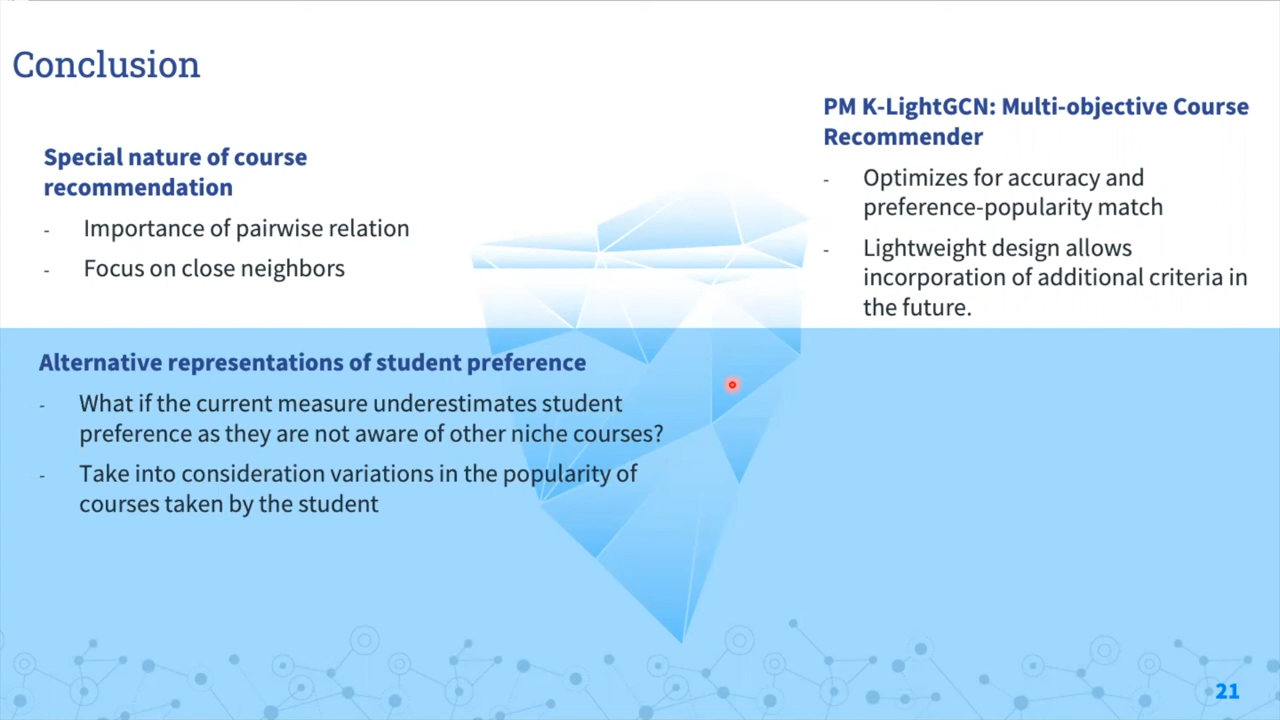 Conclusion
Special nature of course
recommendation
- Importance of pairwise relation
- Focus on close neighbors
PM K-LightGCN: Multi-objective Course
Recommender
- Optimizes for accuracy and
preference-popularity match
- Lightweight design allows
incorporation of additional criteria in
the future.
Alternative representations of student preference
- What if the current measure underestimates student
preference as they are not aware of other niche courses?
- Take into consideration variations in the popularity of
courses taken by the student
21